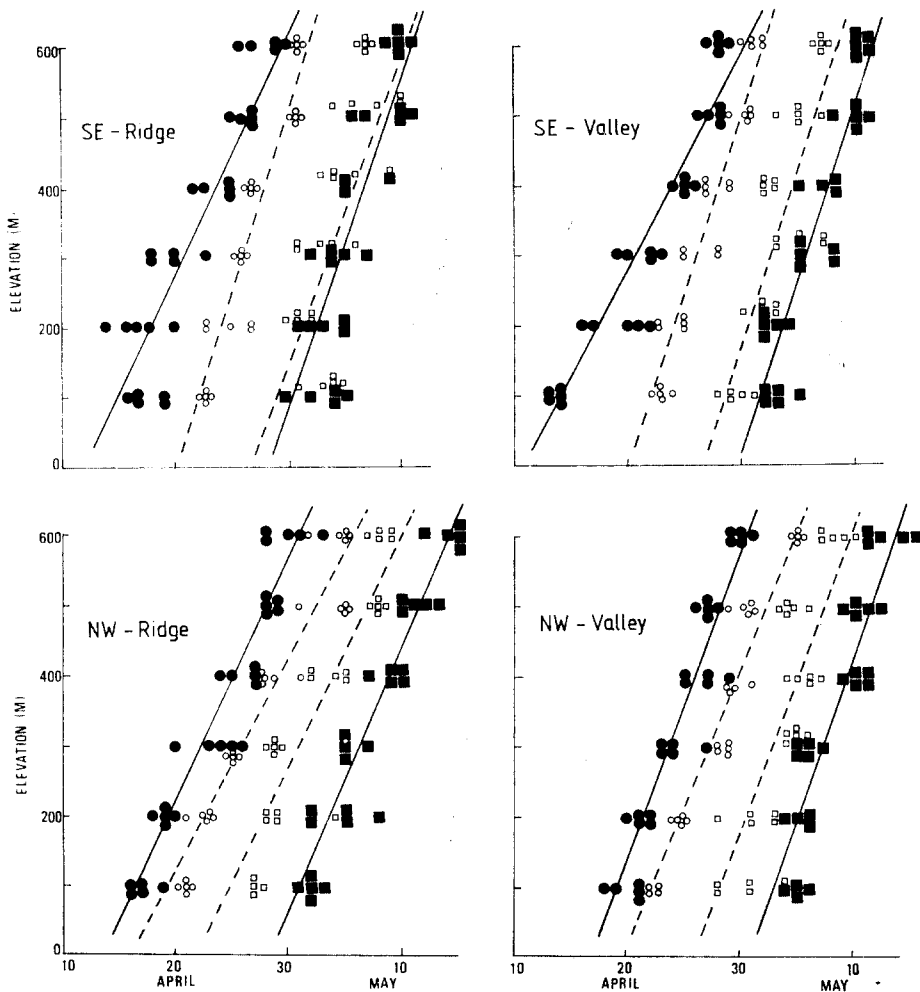 600
400
200
0
ELEVATION (M)
SE - Ridge
SE - Valley
600
400
200
0
ELEVATION (M)
NW - Ridge
NW - Valley
10 20 30 10
APRIL MAY
10 20 30 10
APRIL MAY